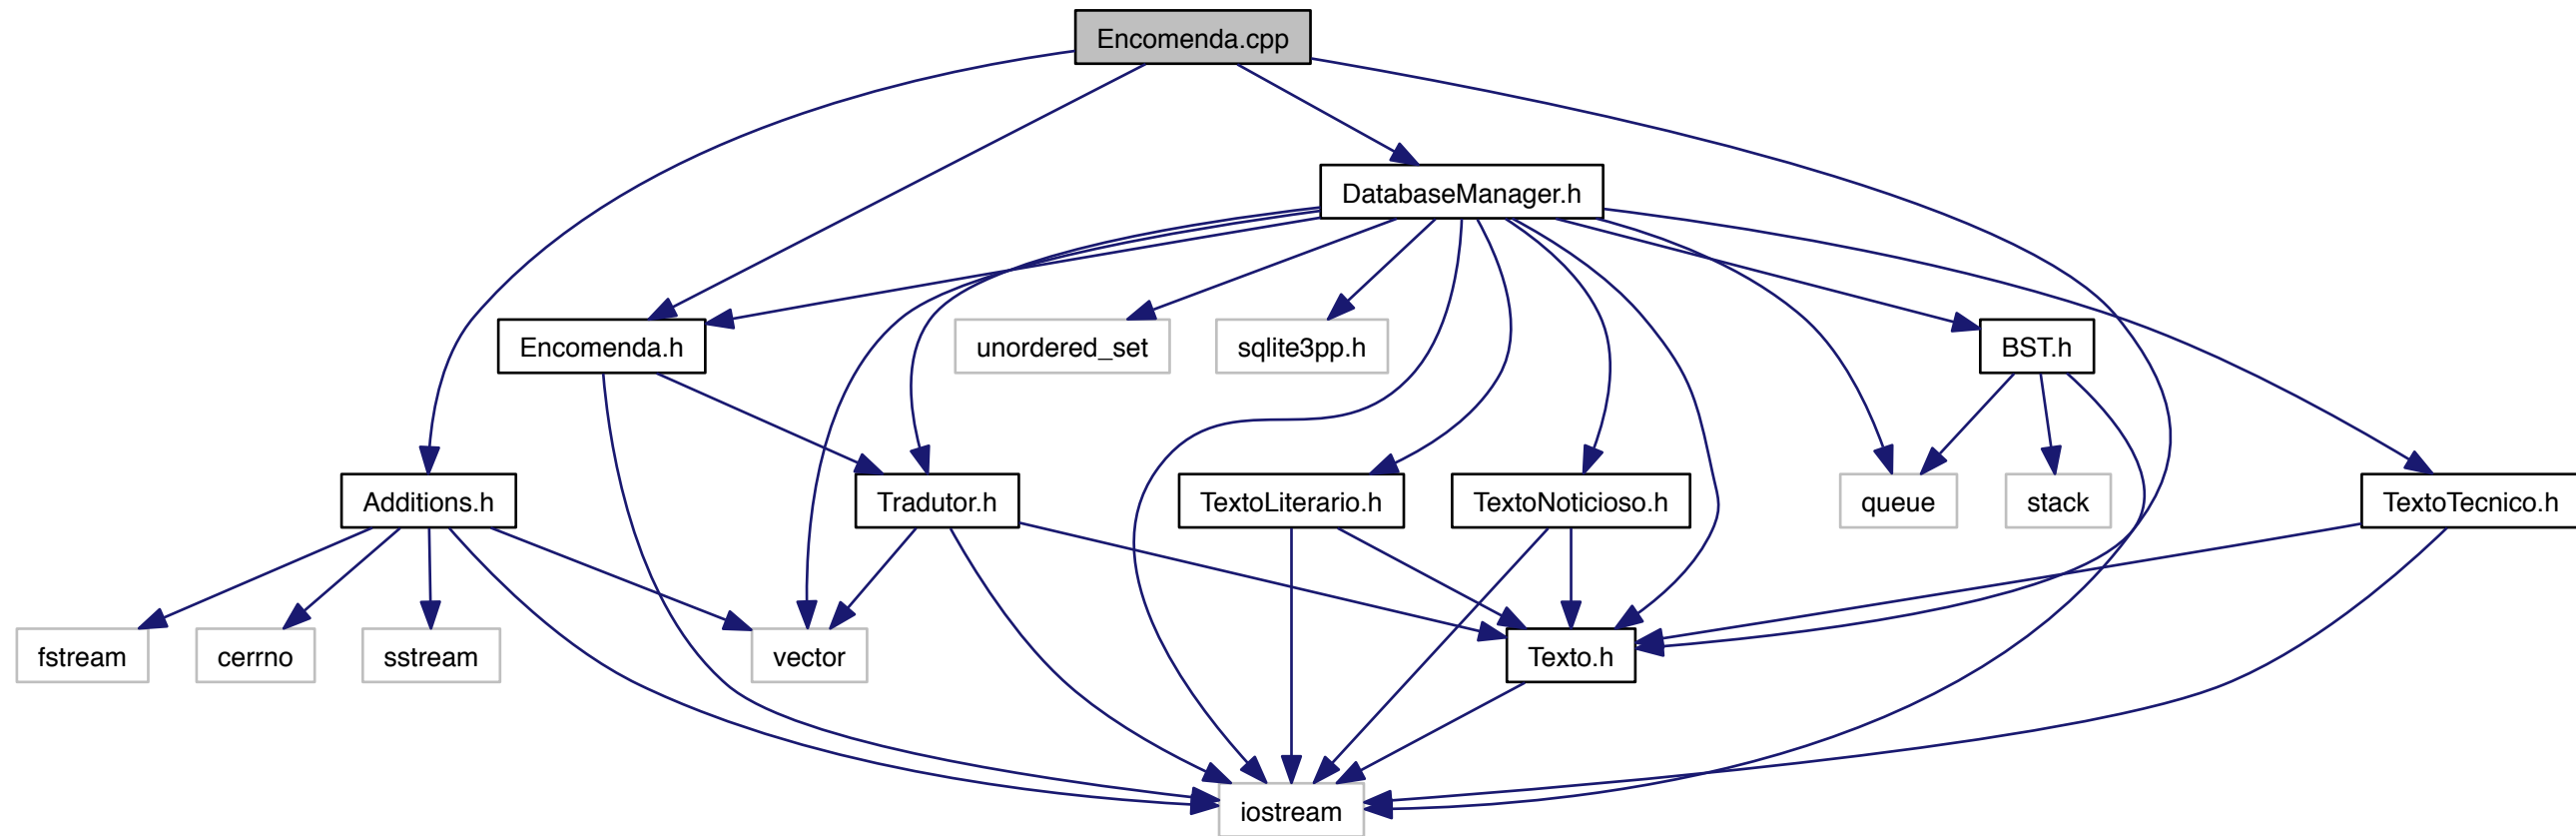 Encomenda.cpp
DatabaseManager.h
Encomenda.h
unordered_set
sqlite3pp.h
BST.h
Additions.h
Tradutor.h
TextoLiterario.h
TextoNoticioso.h
queue
stack
TextoTecnico.h
fstream
cerrno
sstream
vector
Texto.h
iostream